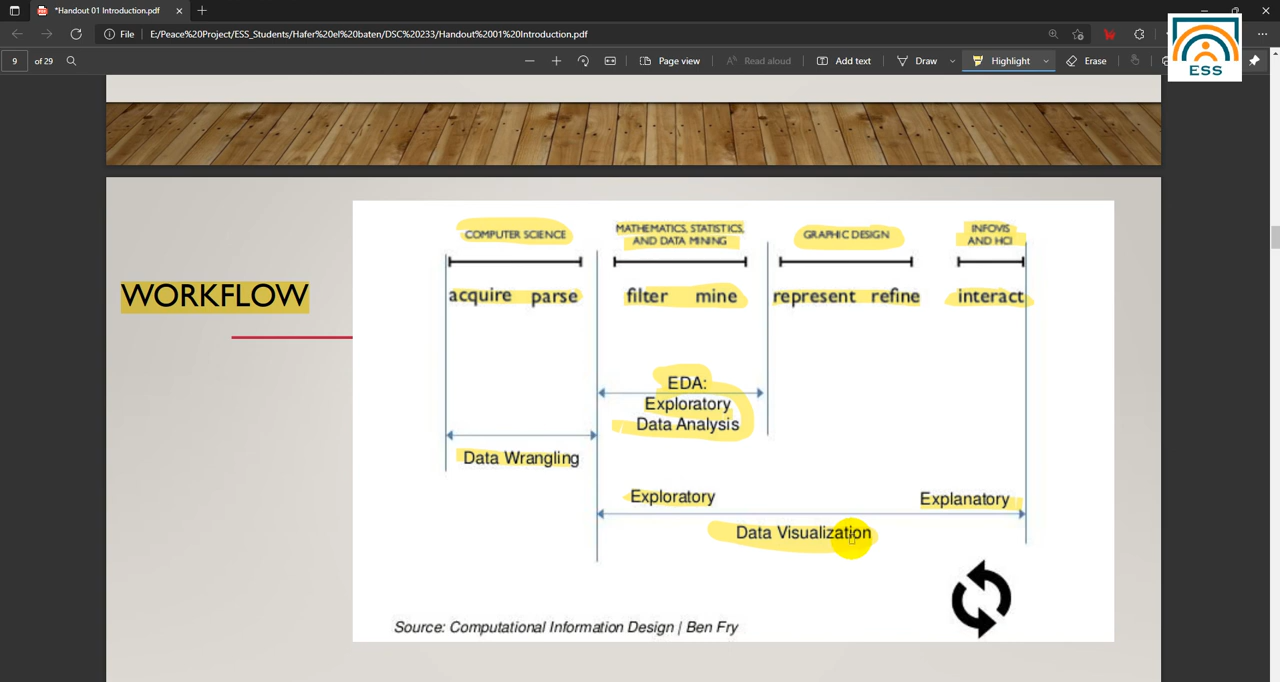 *Handout 01 Introduction.pdf
File
E:/Peace%20Project/ESS_Students/Hafer%20el%20baten/DSC%20233/Handout%2001%20Introduction.pdf
9 of 29
Page view
Read aloud
Add text
Draw
Highlight
Erase
ESS
WORKFLOW
COMPUTER SCIENCE
MATHEMATICS, STATISTICS,
AND DATA MINING
GRAPHIC DESIGN
INFOVIS
AND HCI
acquire parse
filter mine
represent refine
interact
EDA:
Exploratory
Data Analysis
Data Wrangling
Exploratory
Explanatory
Data Visualization
Source: Computational Information Design | Ben Fry